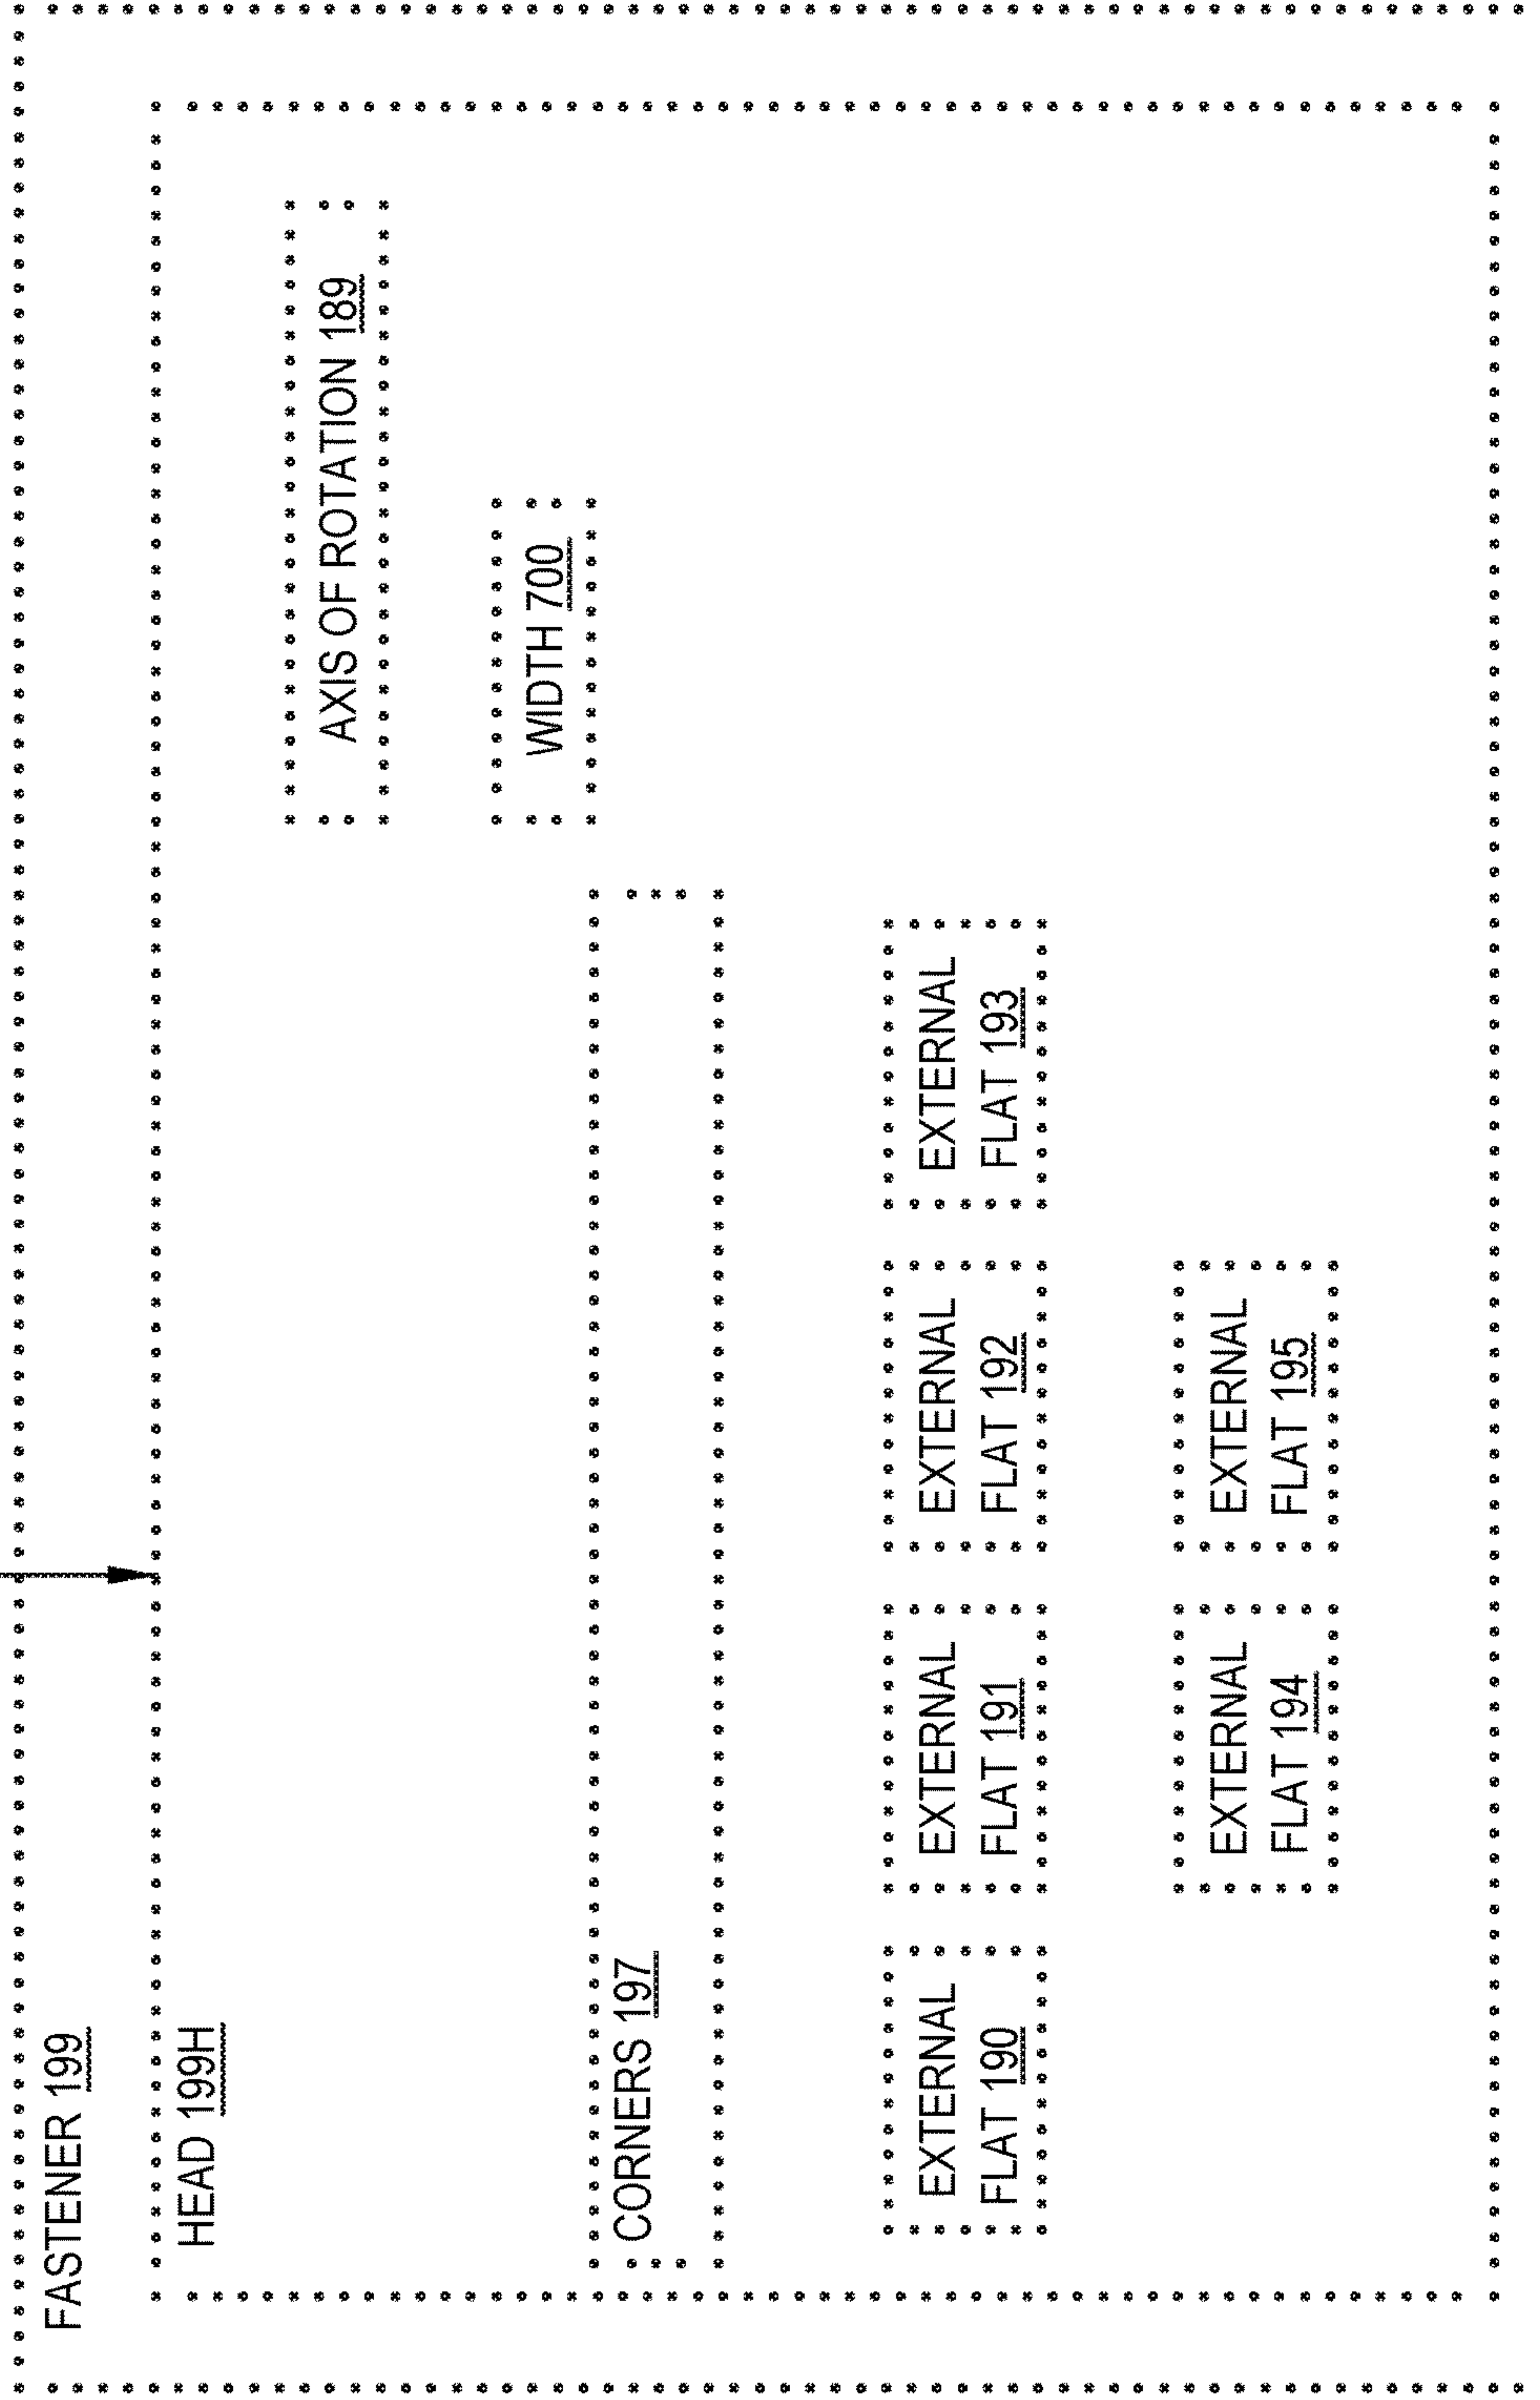 FASTENER 199
HEAD 199H
AXIS OF ROTATION 189
WIDTH 700
CORNERS 197
EXTERNAL
FLAT 190
EXTERNAL
FLAT 191
EXTERNAL
FLAT 192
EXTERNAL
FLAT 193
EXTERNAL
FLAT 194
EXTERNAL
FLAT 195